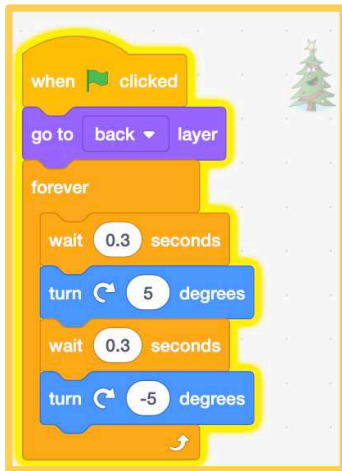 when clicked
go to back layer
forever
wait 0.3 seconds
turn 5 degrees
wait 0.3 seconds
turn -5 degrees